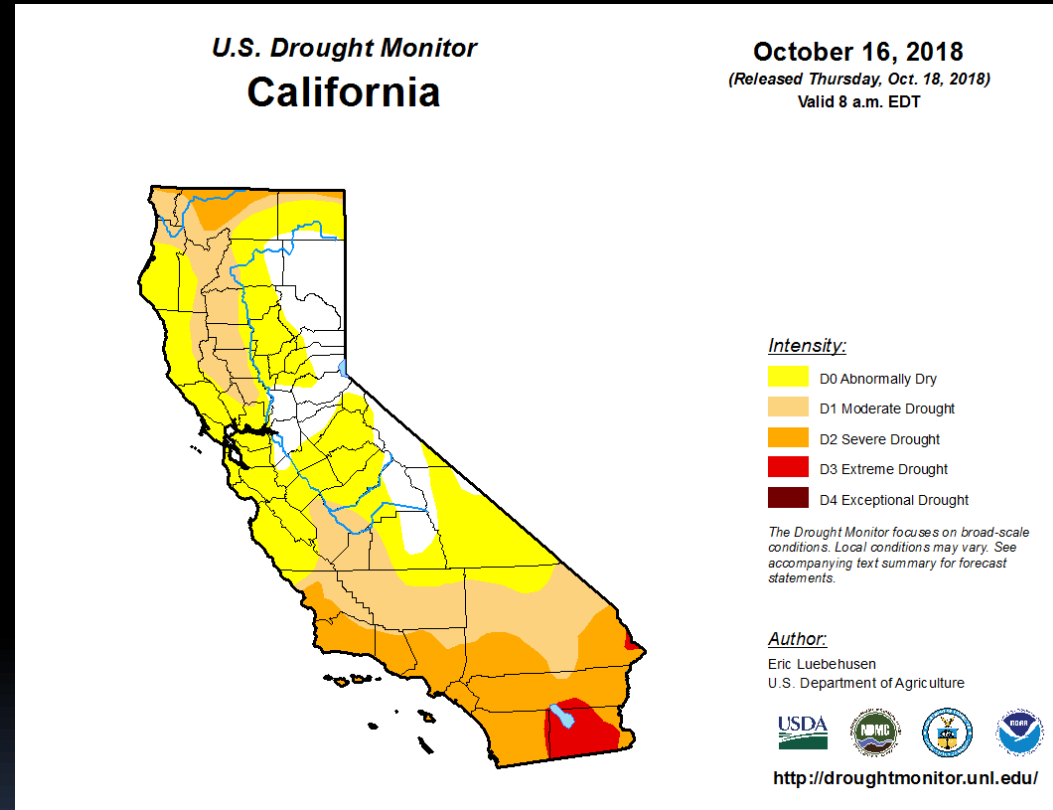 U.S. Drought Monitor
California
October 16, 2018
(Released Thursday, Oct. 18, 2018)
Valid 8 a.m. EDT
Intensity:
D0 Abnormally Dry
D1 Moderate Drought
D2 Severe Drought
D3 Extreme Drought
D4 Exceptional Drought
The Drought Monitor focuses on broad-scale
conditions. Local conditions may vary. See
accompanying text summary for forecast
statements.
Author:
Eric Luebehusen
U.S. Department of Agriculture
USDA
NDMC
NOAA
http://droughtmonitor.unl.edu/